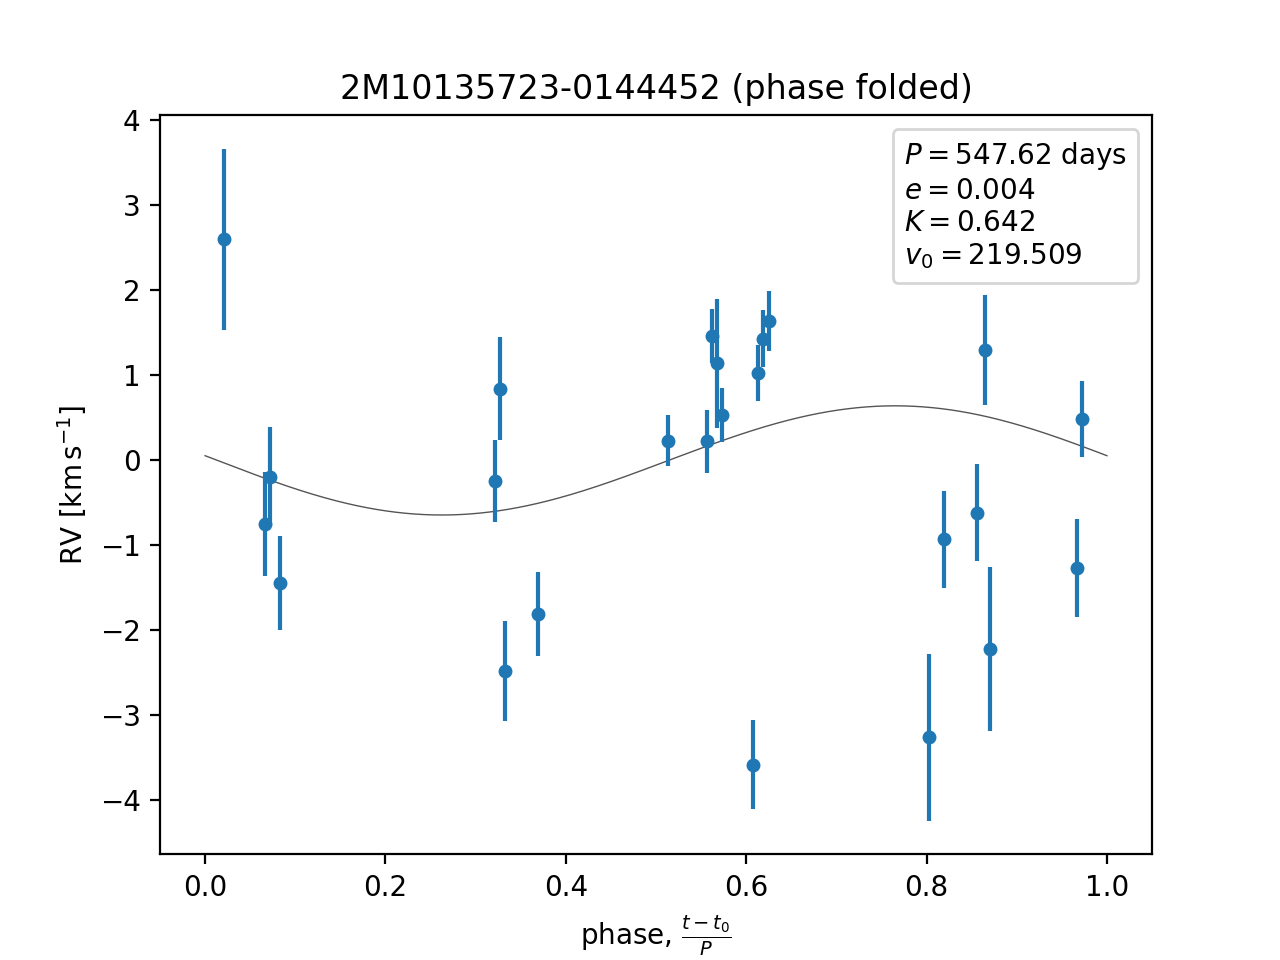 2M10135723-0144452 (phase folded)
P = 547.62 days
e = 0.004
K = 0.642
v₀ = 219.509
RV [km s⁻¹]
4
3
2
1
0
−1
−2
−3
−4
0.0 0.2 0.4 0.6 0.8 1.0
phase, (t − t₀)/P